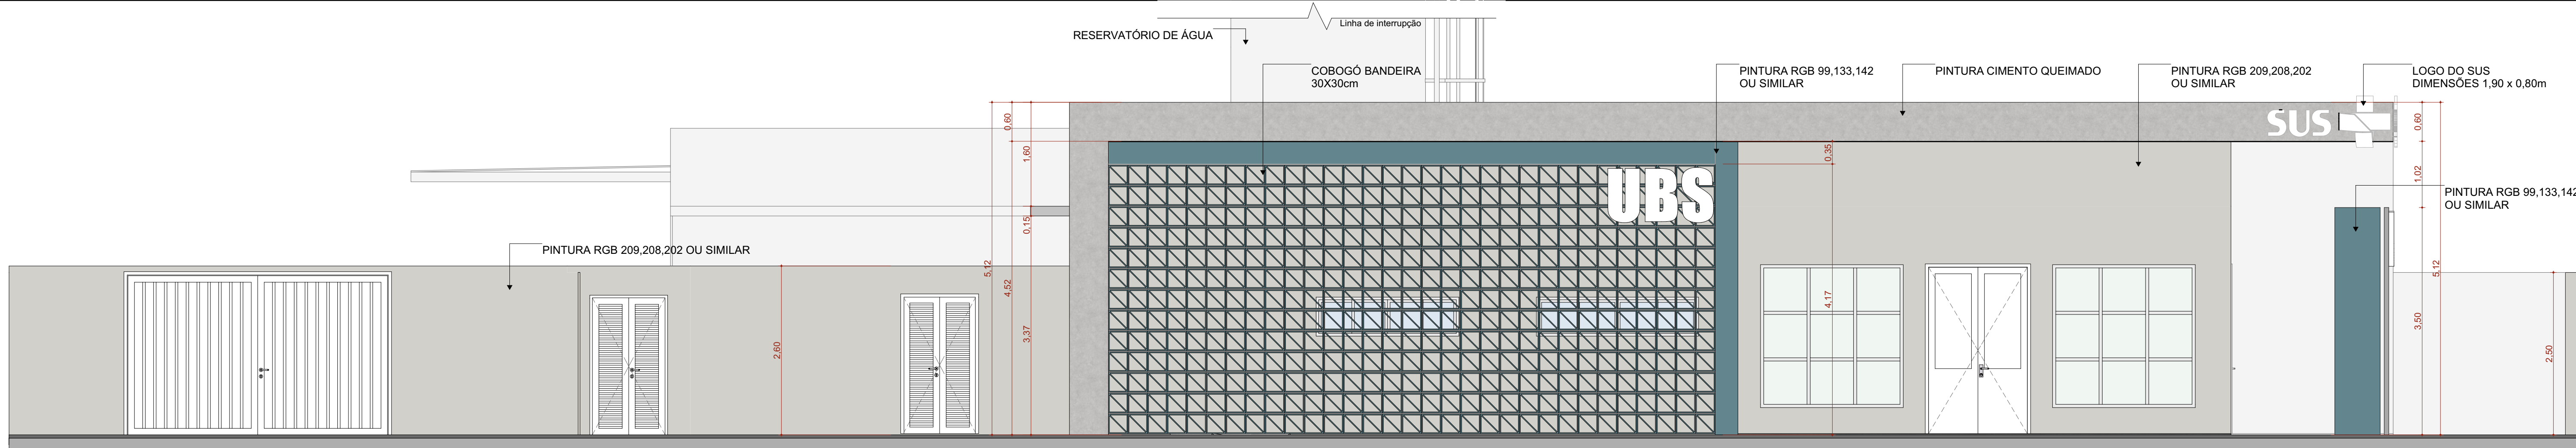 Linha de interrupção
RESERVATÓRIO DE ÁGUA
COBOGÓ BANDEIRA
30X30cm
PINTURA RGB 99,133,142
OU SIMILAR
PINTURA CIMENTO QUEIMADO
PINTURA RGB 209,208,202
OU SIMILAR
LOGO DO SUS
DIMENSÕES 1,90 x 0,80m
SUS
UBS
PINTURA RGB 99,133,142
OU SIMILAR
PINTURA RGB 209,208,202 OU SIMILAR
2,60
5,12
0,60
4,52
1,60
0,15
3,37
0,35
4,17
0,60
1,02
3,50
5,12
2,50